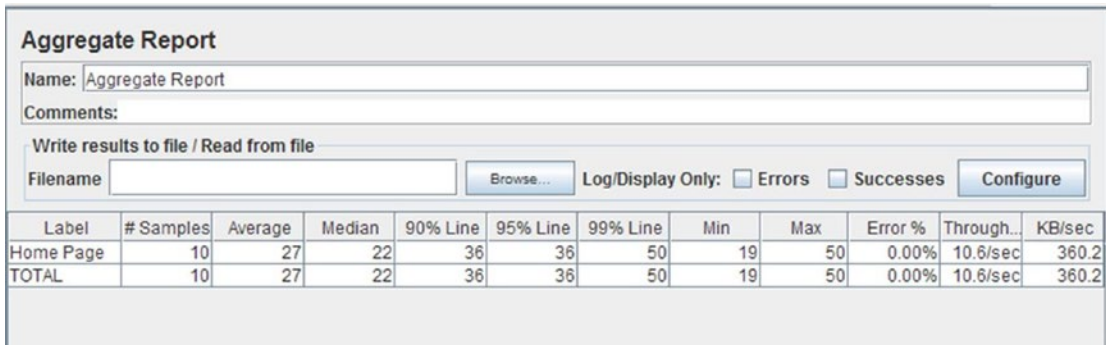 Aggregate Report
Name: Aggregate Report
Comments:
Write results to file / Read from file
Filename Browse... Log/Display Only: Errors Successes Configure
Label # Samples Average Median 90% Line 95% Line 99% Line Min Max Error % Through... KB/sec
Home Page 10 27 22 36 36 50 19 50 0.00% 10.6/sec 360.2
TOTAL 10 27 22 36 36 50 19 50 0.00% 10.6/sec 360.2